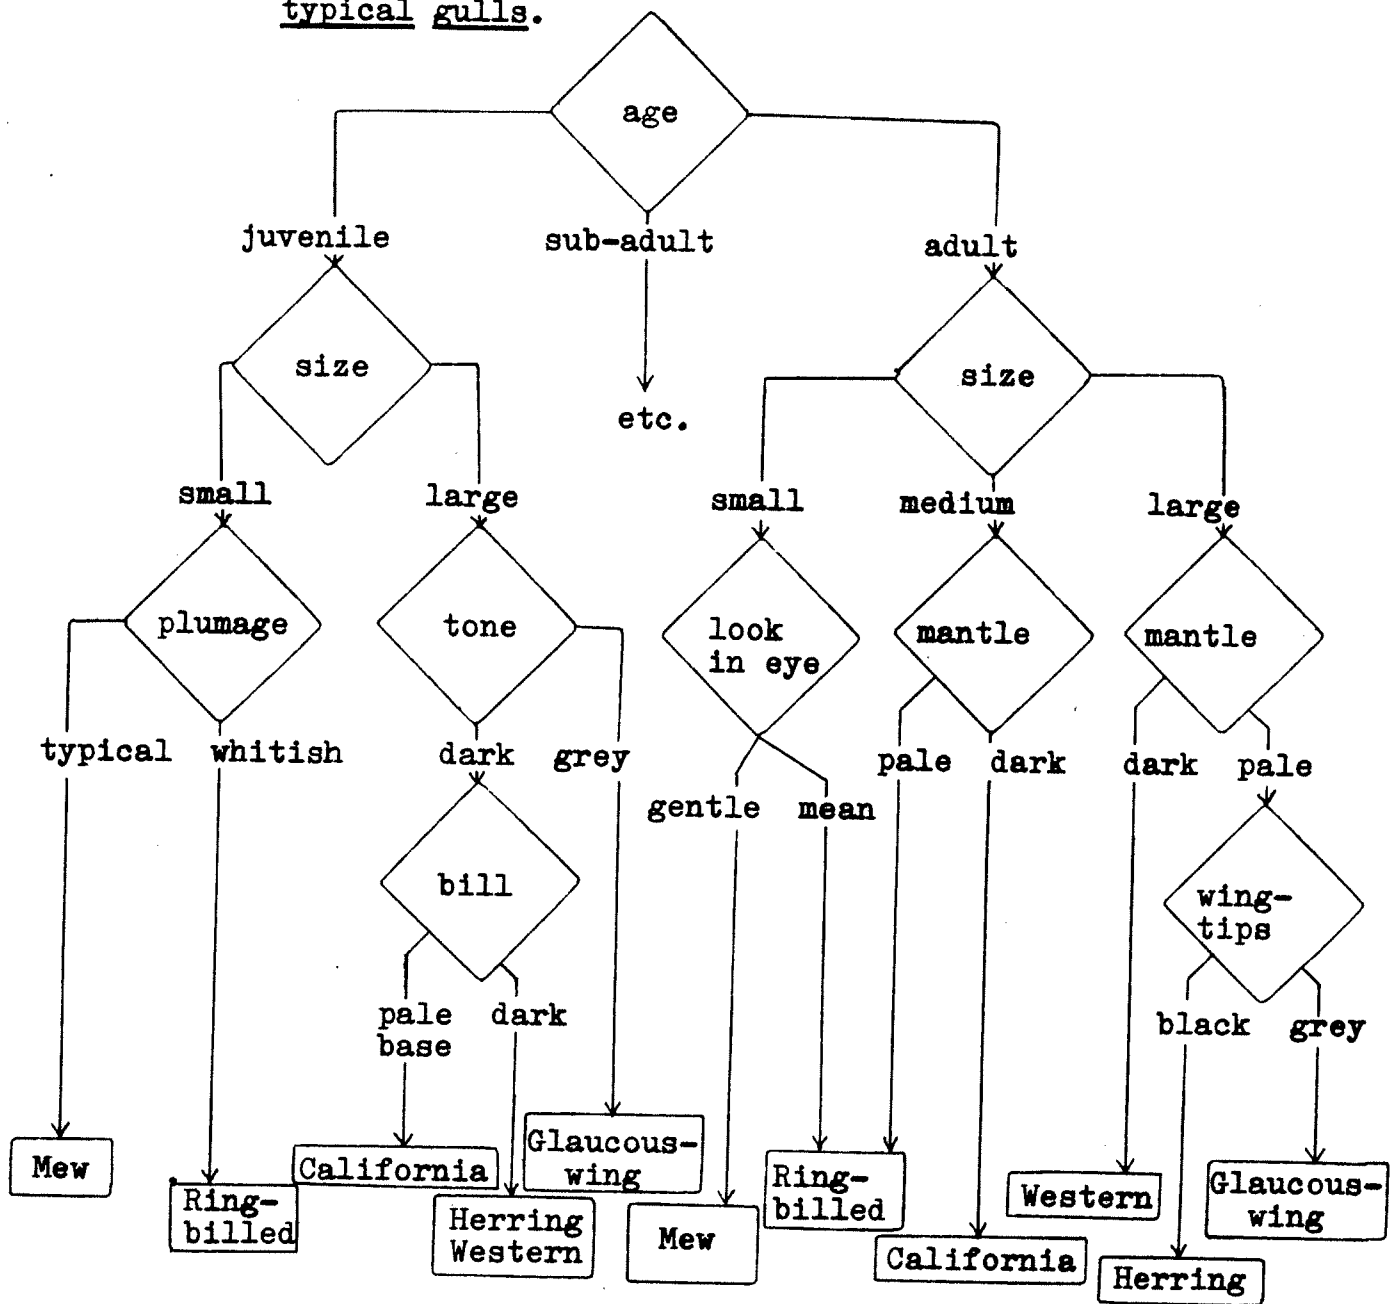 typical gulls.
age
juvenile
sub-adult
adult
size
size
etc.
small
large
small
medium
large
plumage
tone
look
in eye
mantle
mantle
typical
whitish
dark
grey
gentle
mean
pale
dark
dark
pale
bill
wing-
tips
pale
base
dark
black
grey
Mew
Ring-
billed
California
Herring
Western
Glaucous-
wing
Mew
Ring-
billed
California
Western
Herring
Glaucous-
wing